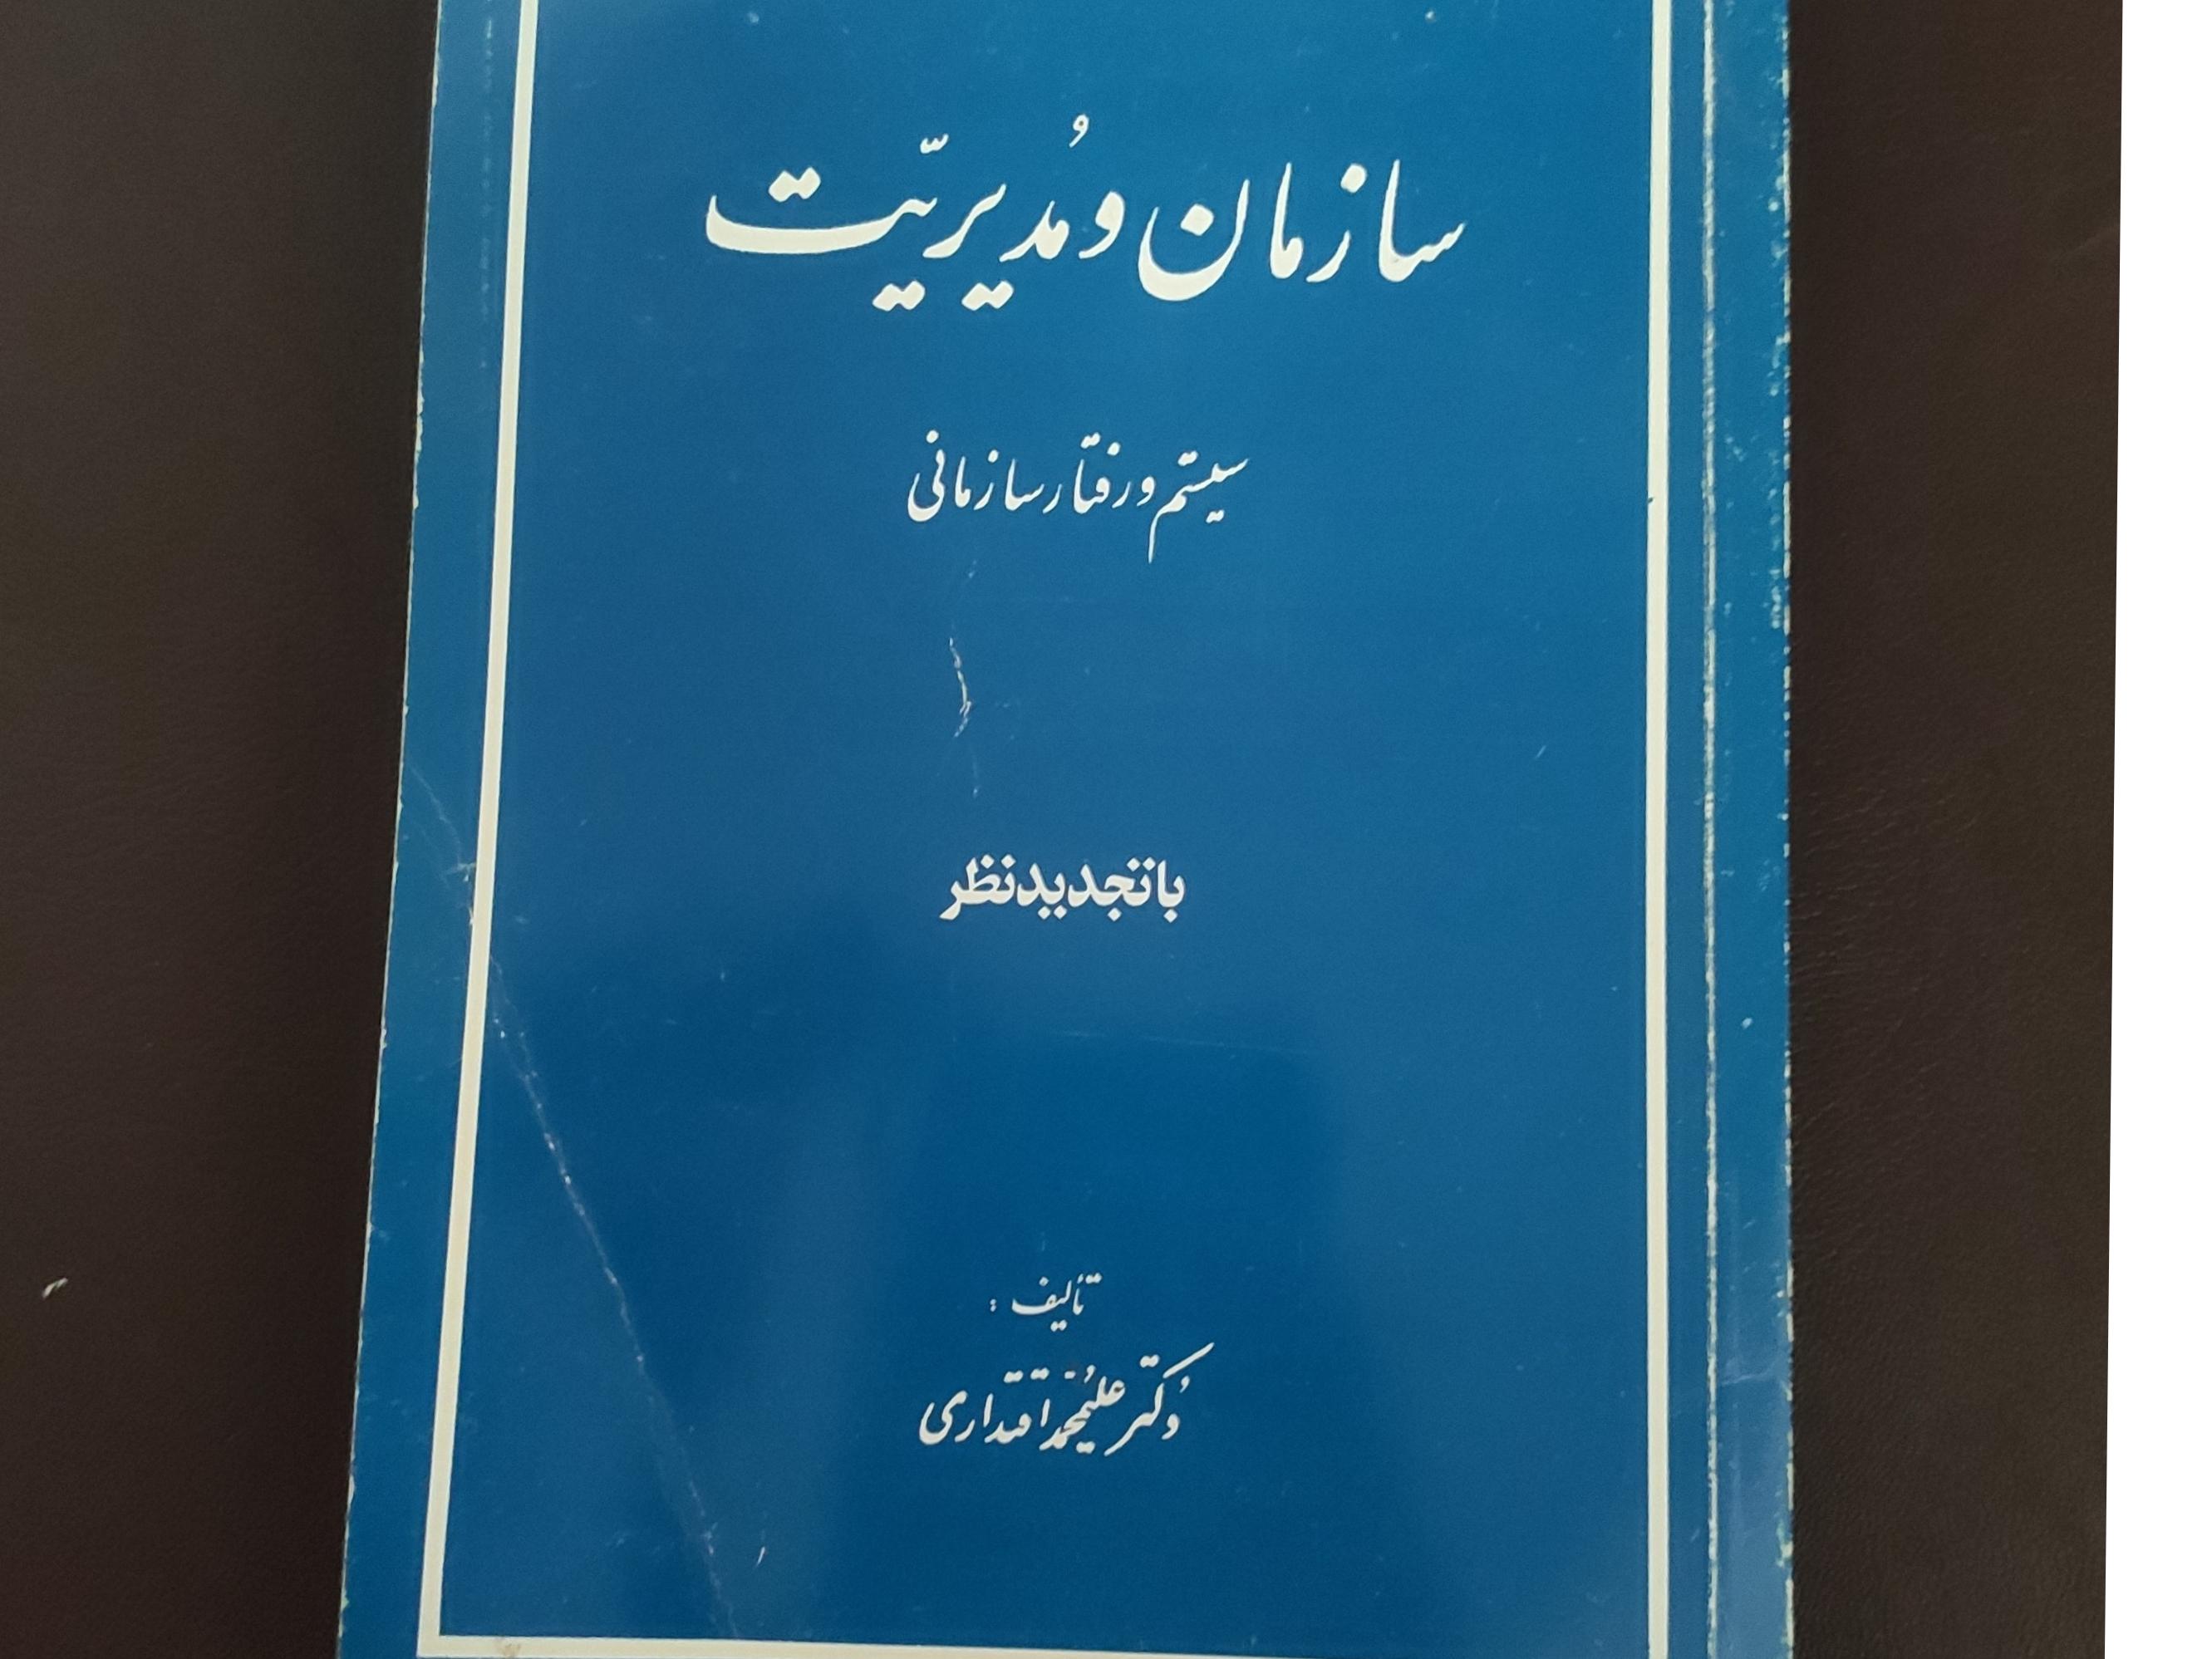 سازمان و مُدیریّت
سیستم و رفتار سازمانی
با تجدید نظر
تألیف :
دکتر علیمحمد اقتداری